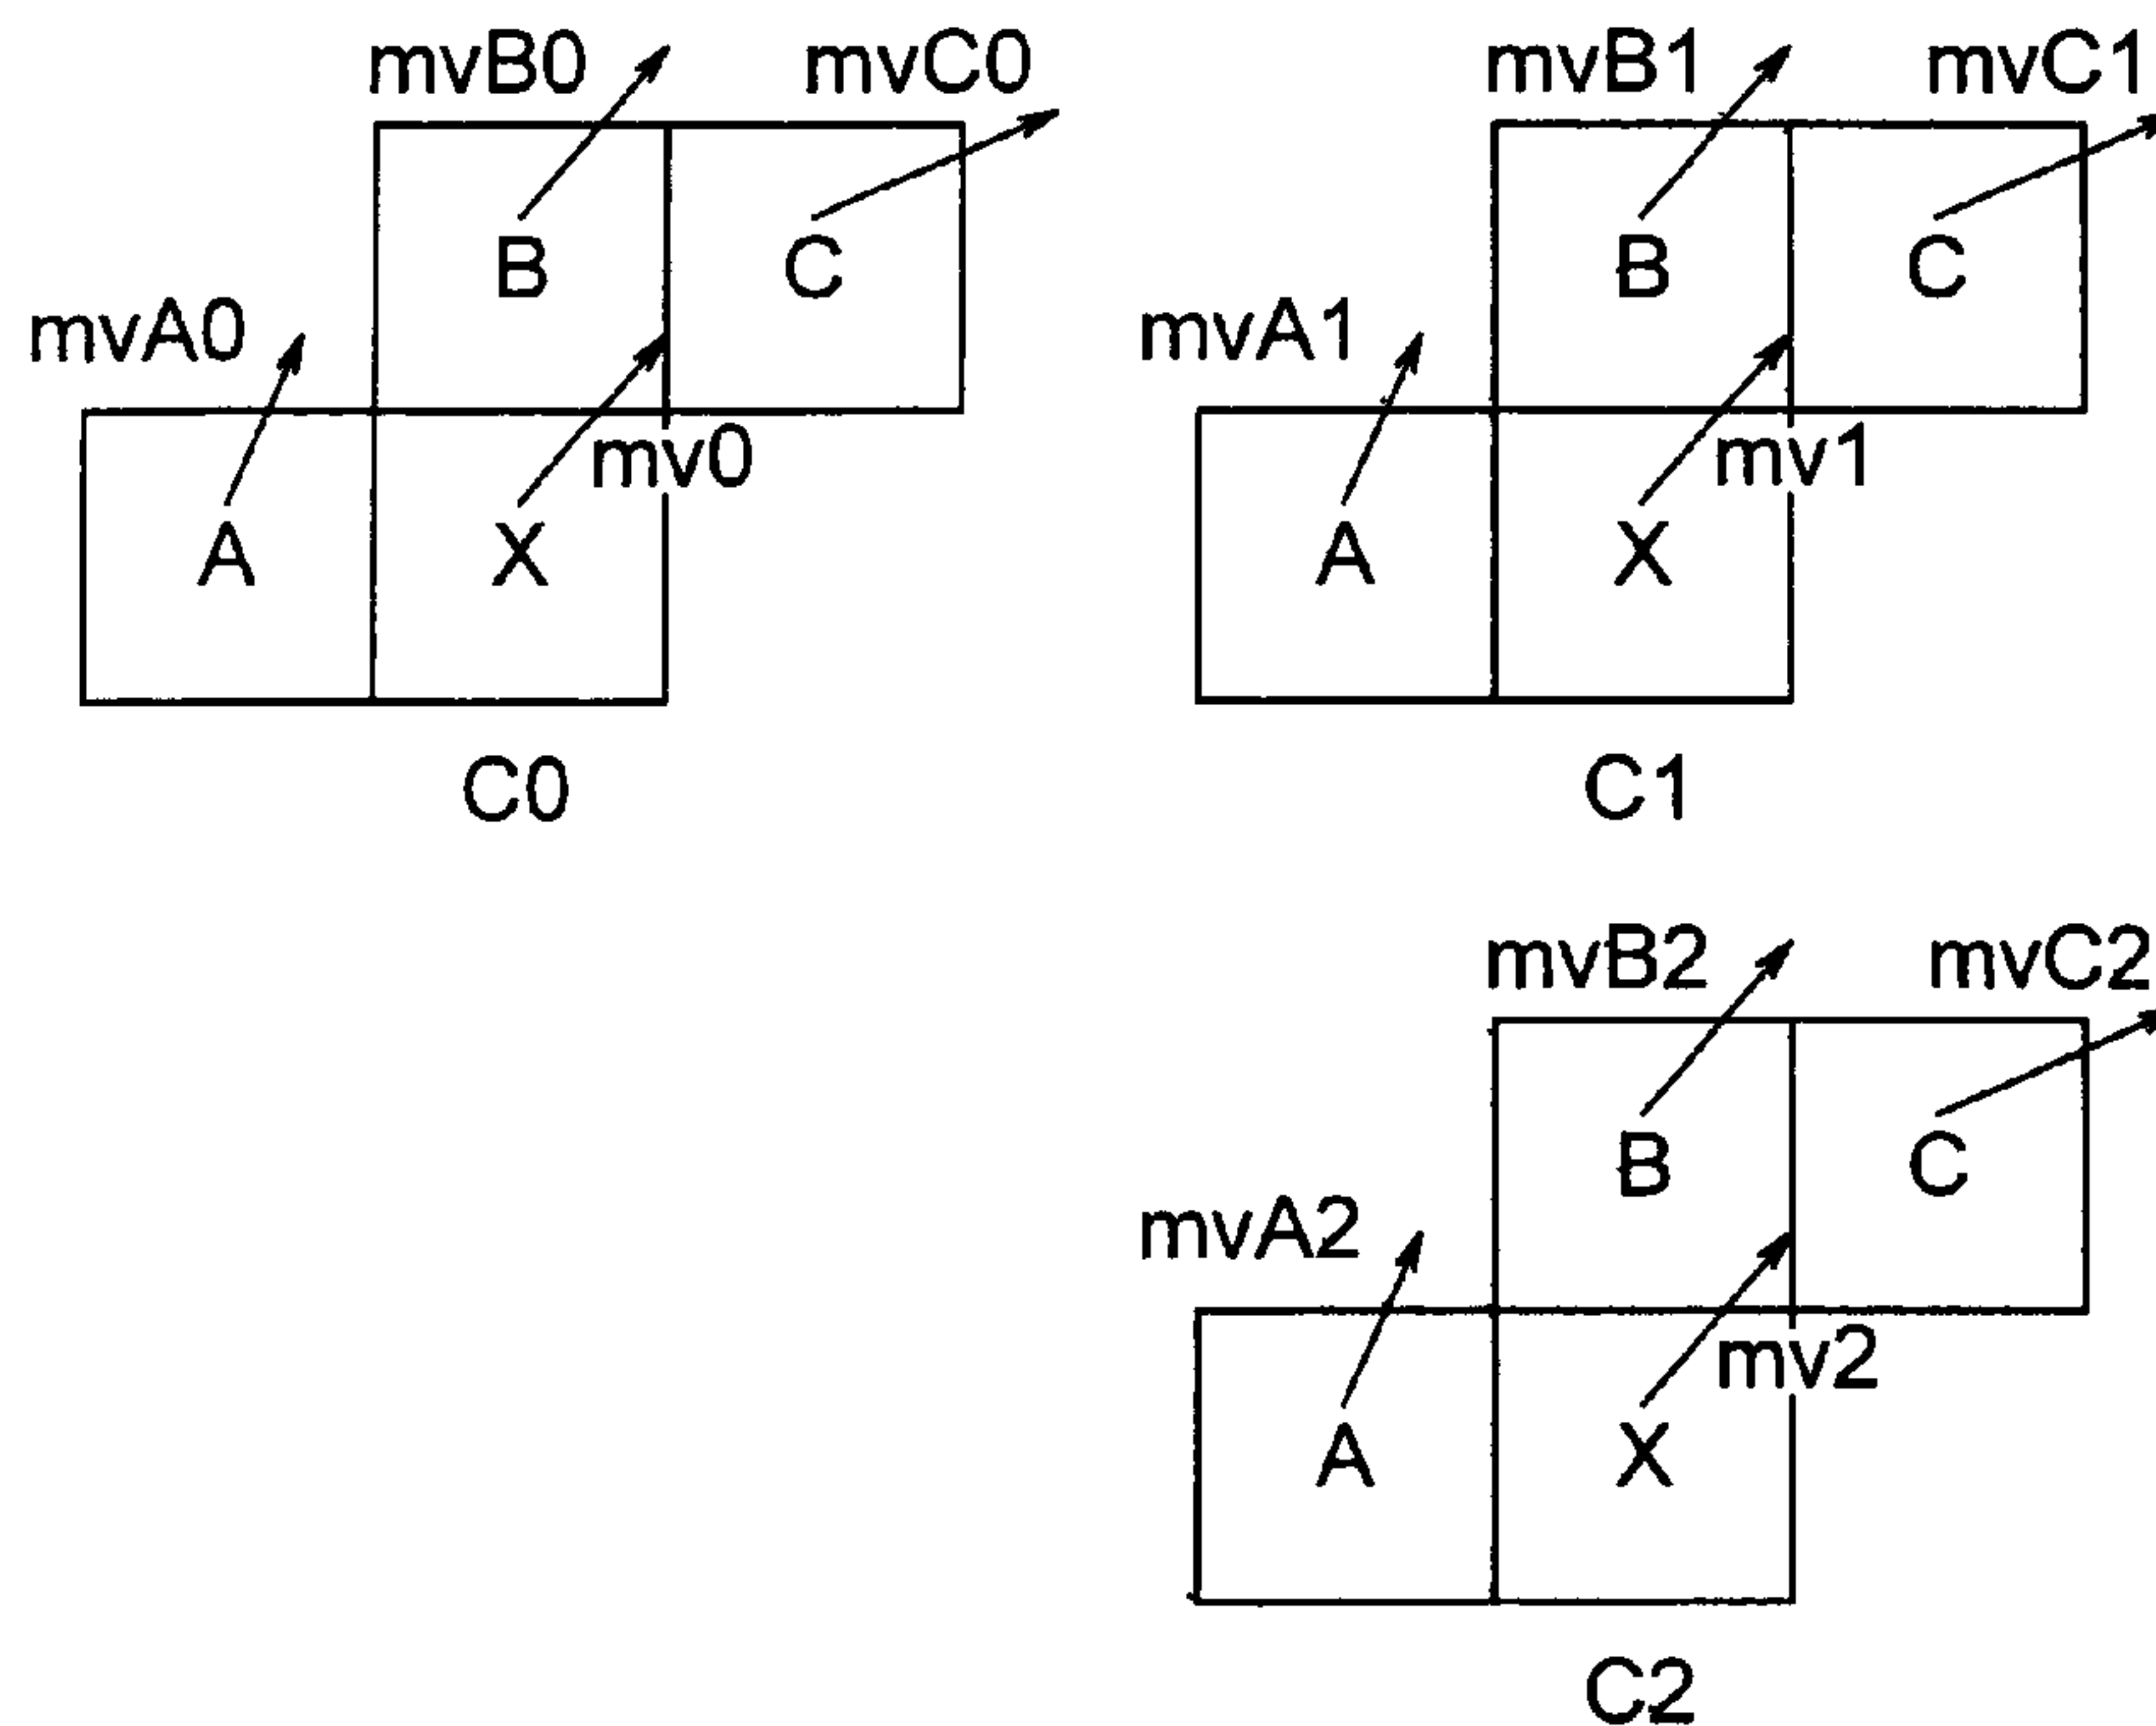 mvB0 mvC0
B C
mvA0
mv0
A X
C0
mvB1 mvC1
B C
mvA1
mv1
A X
C1
mvB2 mvC2
B C
mvA2
mv2
A X
C2